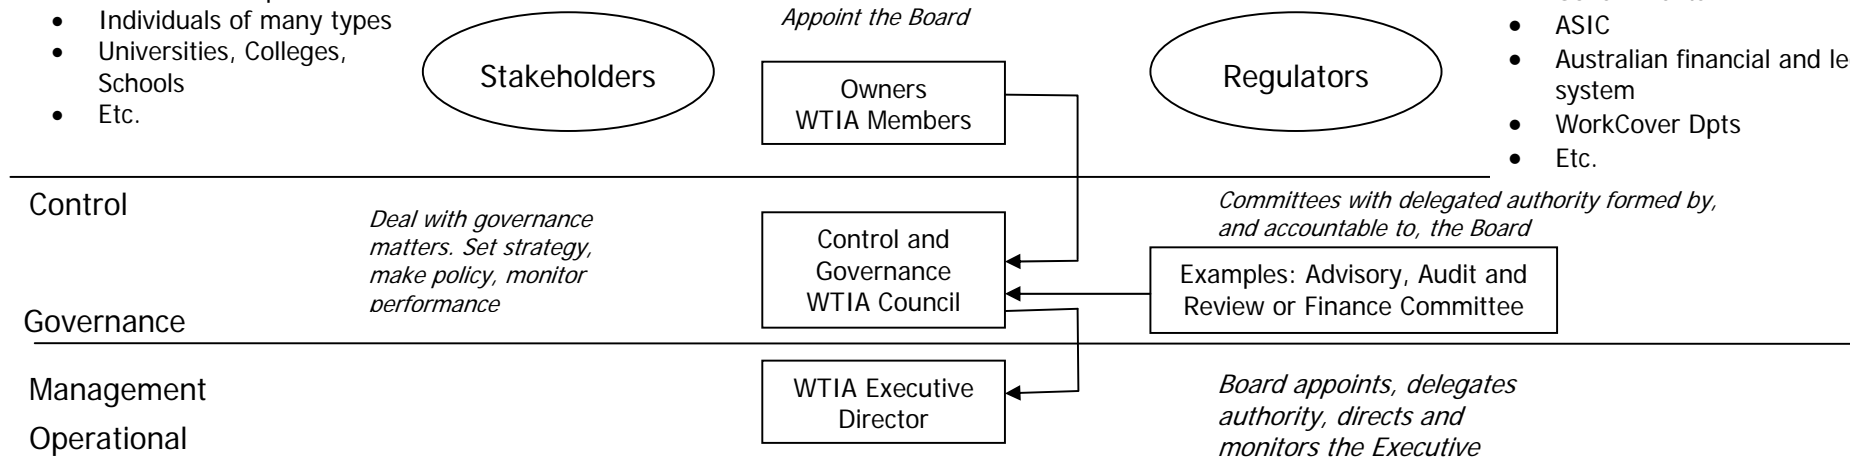 • Individuals of many types
• Universities, Colleges,
Schools
• Etc.
Stakeholders
Appoint the Board
Owners
WTIA Members
Regulators
• ASIC
• Australian financial and le
system
• WorkCover Dpts
• Etc.
Control
Deal with governance
matters. Set strategy,
make policy, monitor
performance
Control and
Governance
WTIA Council
Committees with delegated authority formed by,
and accountable to, the Board
Examples: Advisory, Audit and
Review or Finance Committee
Governance
Management
Operational
WTIA Executive
Director
Board appoints, delegates
authority, directs and
monitors the Executive